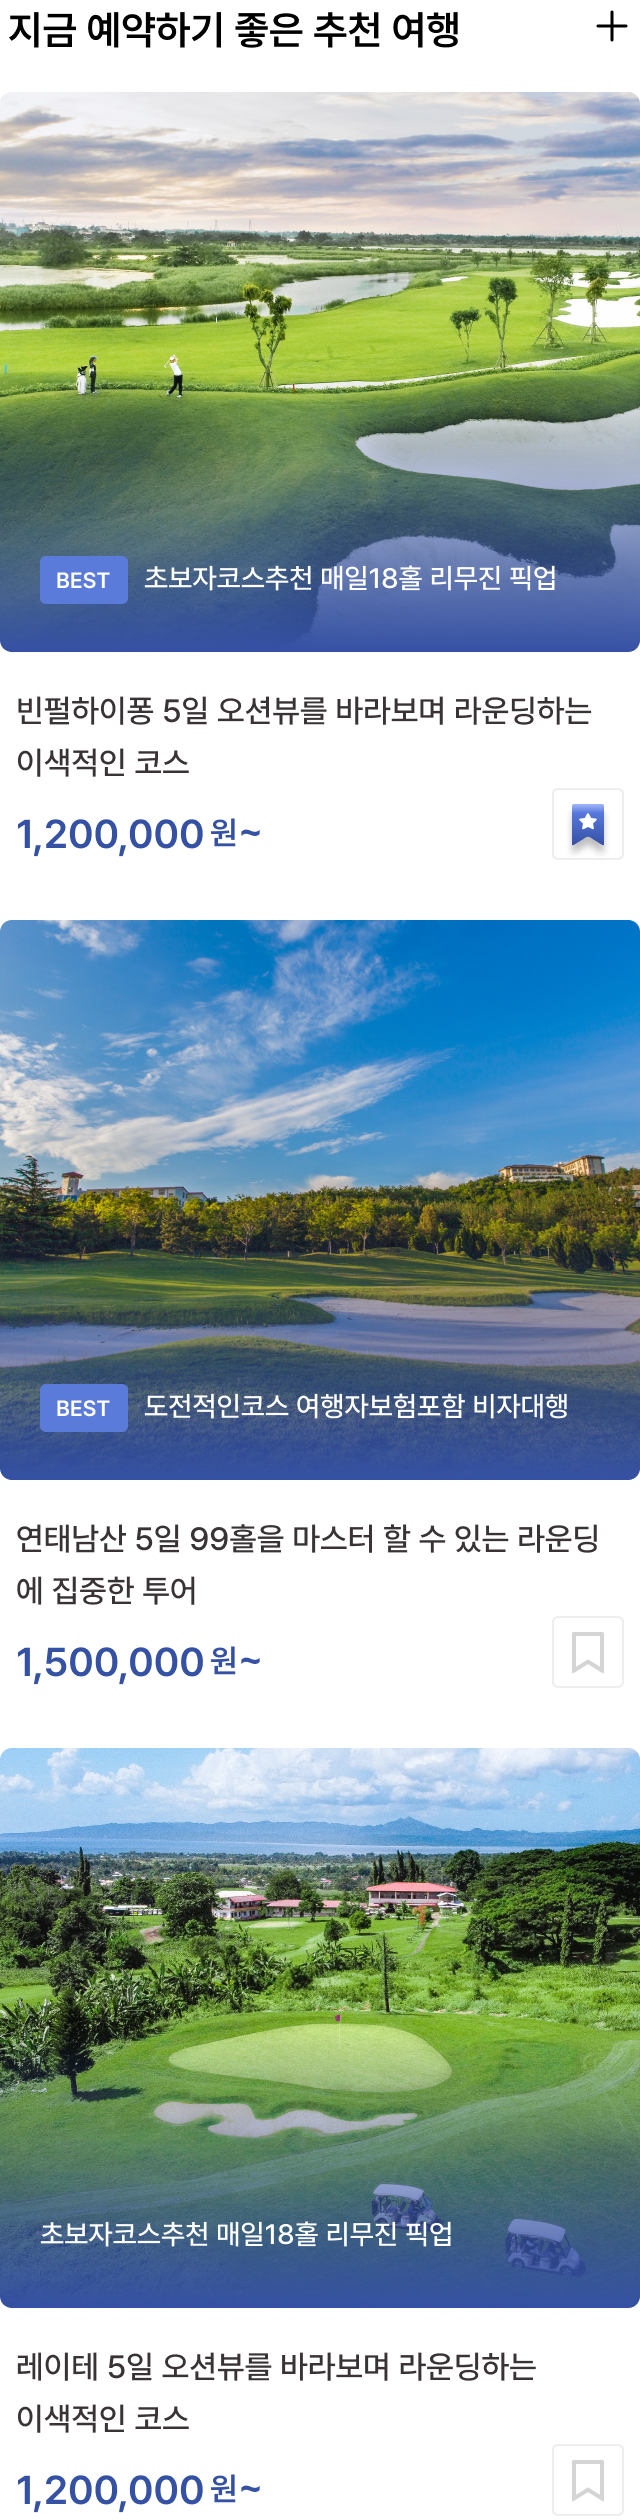 지금 예약하기 좋은 추천 여행
BEST 초보자코스추천 매일18홀 리무진 픽업
빈펄하이퐁 5일 오션뷰를 바라보며 라운딩하는
이색적인 코스
1,200,000 원~
BEST 도전적인코스 여행자보험포함 비자대행
연태남산 5일 99홀을 마스터 할 수 있는 라운딩
에 집중한 투어
1,500,000 원~
초보자코스추천 매일18홀 리무진 픽업
레이테 5일 오션뷰를 바라보며 라운딩하는
이색적인 코스
1,200,000 원~